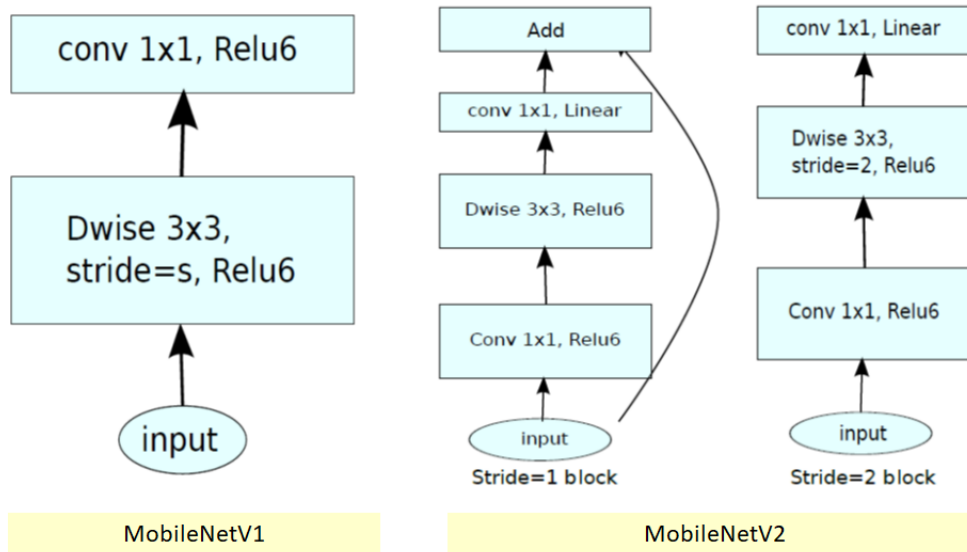 conv 1x1, Relu6
Dwise 3x3,
stride=s, Relu6
input
MobileNetV1
Add
conv 1x1, Linear
Dwise 3x3, Relu6
Conv 1x1, Relu6
input
Stride=1 block
conv 1x1, Linear
Dwise 3x3,
stride=2, Relu6
Conv 1x1, Relu6
input
Stride=2 block
MobileNetV2